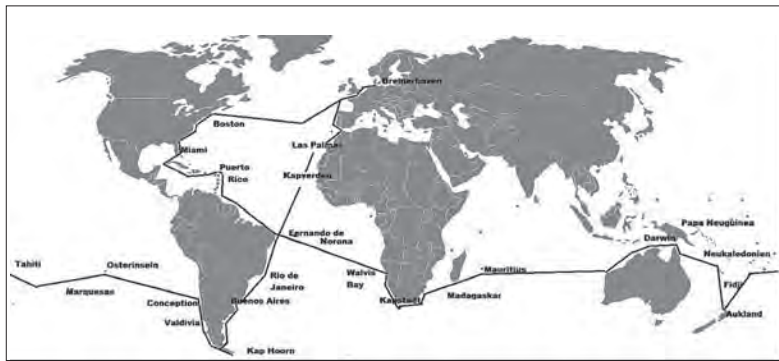 Bremerhaven
Boston
Las Palmas
Miami
Puerto
Rico
Kapverden
Papa Neuguinea
Fernando de
Norona
Darwin
Tahiti
Osterinseln
Neukaledonien
Rio de
Janeiro
Walvis
Bay
Mauritius
Marquesas
Fidji
Conception
Buenos Aires
Kapstadt
Madagaskar
Aukland
Valdivia
Kap Hoorn